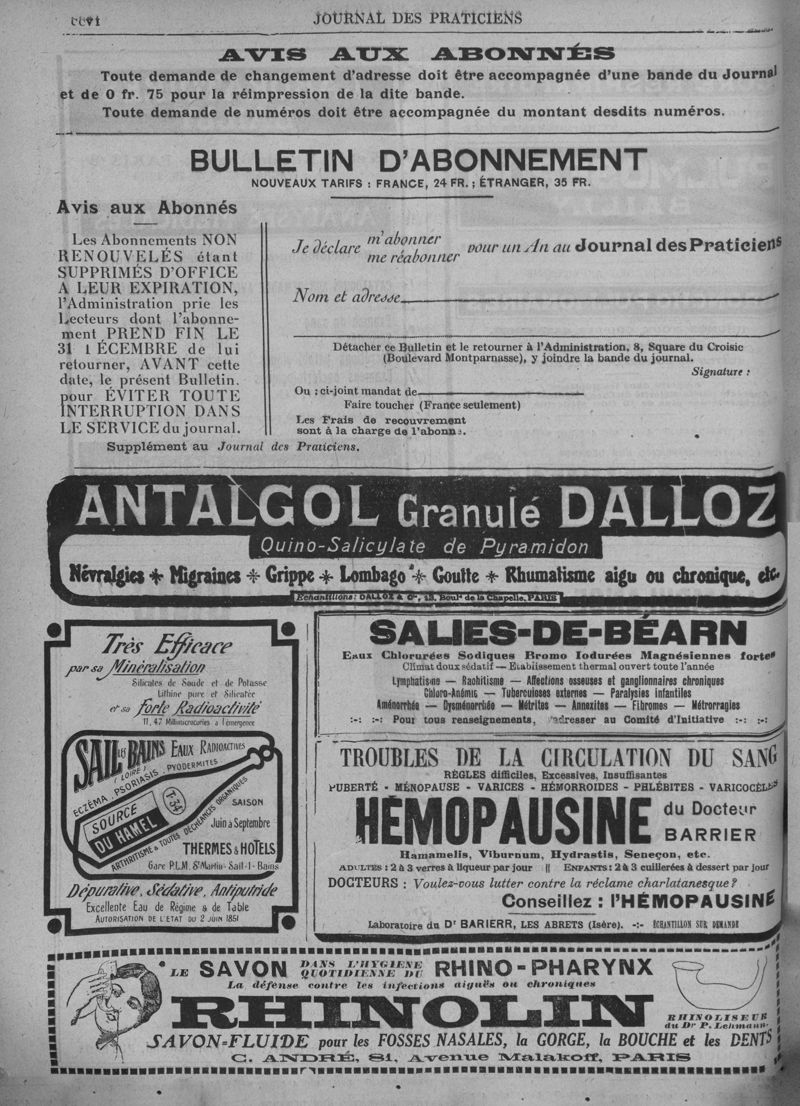 JOURNAL DES PRATICIENS
AVIS AUX ABONNÉS
Toute demande de changement d'adresse doit être accompagnée d'une bande du Journal
et de 0 fr. 75 pour la réimpression de la dite bande.
Toute demande de numéros doit être accompagnée du montant desdits numéros.
BULLETIN D'ABONNEMENT
NOUVEAUX TARIFS : FRANCE, 24 FR. ; ÉTRANGER, 35 FR.
Avis aux Abonnés
Les Abonnements NON
RENOUVELÉS étant
SUPPRIMÉS D'OFFICE
A LEUR EXPIRATION,
l'Administration prie les
Lecteurs dont l'abonne-
ment PREND FIN LE
31 1ÉCEMBRE de lui
retourner, AVANT cette
date, le présent Bulletin.
pour ÉVITER TOUTE
INTERRUPTION DANS
LE SERVICE du journal.
Je déclare m'abonner
me réabonner pour un An au Journal des Praticiens
Nom et adresse
Détacher ce Bulletin et le retourner à l'Administration, 8, Square du Croisic
(Boulevard Montparnasse), y joindre la bande du journal.
Signature :
Ou : ci-joint mandat de
Faire toucher (France seulement)
Les Frais de recouvrement
sont à la charge de l'abonné.
Supplément au Journal des Praticiens.
ANTALGOL Granulé DALLOZ
Quino-Salicylate de Pyramidon
Névralgies * Migraines * Grippe * Lombago * Goutte * Rhumatisme aigu ou chronique, etc.
Echantillons : DALLOZ & Cie, 13, Bould de la Chapelle, PARIS
Très Efficace
par sa Minéralisation
Silicates de Soude et de Potasse
Lithine pure et Silicatée
et sa forte Radioactivité
11,47 Millimicrocuries à l'émergence
SAIL LES BAINS EAUX RADIOACTIVES
(LOIRE)
ECZÉMA PSORIASIS PYODERMITES
SOURCE
DU HAMEL
T. 34°
ARTHRITISME & TOUTES DÉCHÉANCES ORGANIQUES
SAISON
Juin à Septembre
THERMES & HOTELS
Gare P.L.M. St Martin-Sail-l-Bains
Dépurative, Sédative, Antiputride
Excellente Eau de Régime & de Table
AUTORISATION DE L'ETAT DU 2 JUIN 1851
SALIES-DE-BÉARN
Eaux Chlorurées Sodiques Bromo Iodurées Magnésiennes fortes
Climat doux sédatif — Etablissement thermal ouvert toute l'année
Lymphatisme — Rachitisme — Affections osseuses et ganglionnaires chroniques
Chloro-Anémie — Tuberculoses externes — Paralysies infantiles
Aménorrhée — Dysménorrhée — Métrites — Annexites — Fibromes — Métrorragies
:-: :-: Pour tous renseignements, s'adresser au Comité d'Initiative :-: :-:
TROUBLES DE LA CIRCULATION DU SANG
RÈGLES difficiles, Excessives, Insuffisantes
PUBERTÉ - MÉNOPAUSE - VARICES - HÉMORROIDES - PHLÉBITES - VARICOCÈLES
HÉMOPAUSINE du Docteur
BARRIER
Hamamelis, Viburnum, Hydrastis, Seneçon, etc.
ADULTES : 2 à 3 verres à liqueur par jour || ENFANTS : 2 à 3 cuillerées à dessert par jour
DOCTEURS : Voulez-vous lutter contre la réclame charlatanesque ?
Conseillez : l'HÉMOPAUSINE
Laboratoire du Dr BARIERR, LES ABRETS (Isère). -:- ÉCHANTILLON SUR DEMANDE
LE SAVON DANS L'HYGIENE
QUOTIDIENNE DU RHINO-PHARYNX
La défense contre les infections aiguës ou chroniques
RHINOLIN
RHINOLISEUR
du Dr P. Lehmann
SAVON-FLUIDE pour les FOSSES NASALES, la GORGE, la BOUCHE et les DENTS
C. ANDRÉ, 81, Avenue Malakoff, PARIS